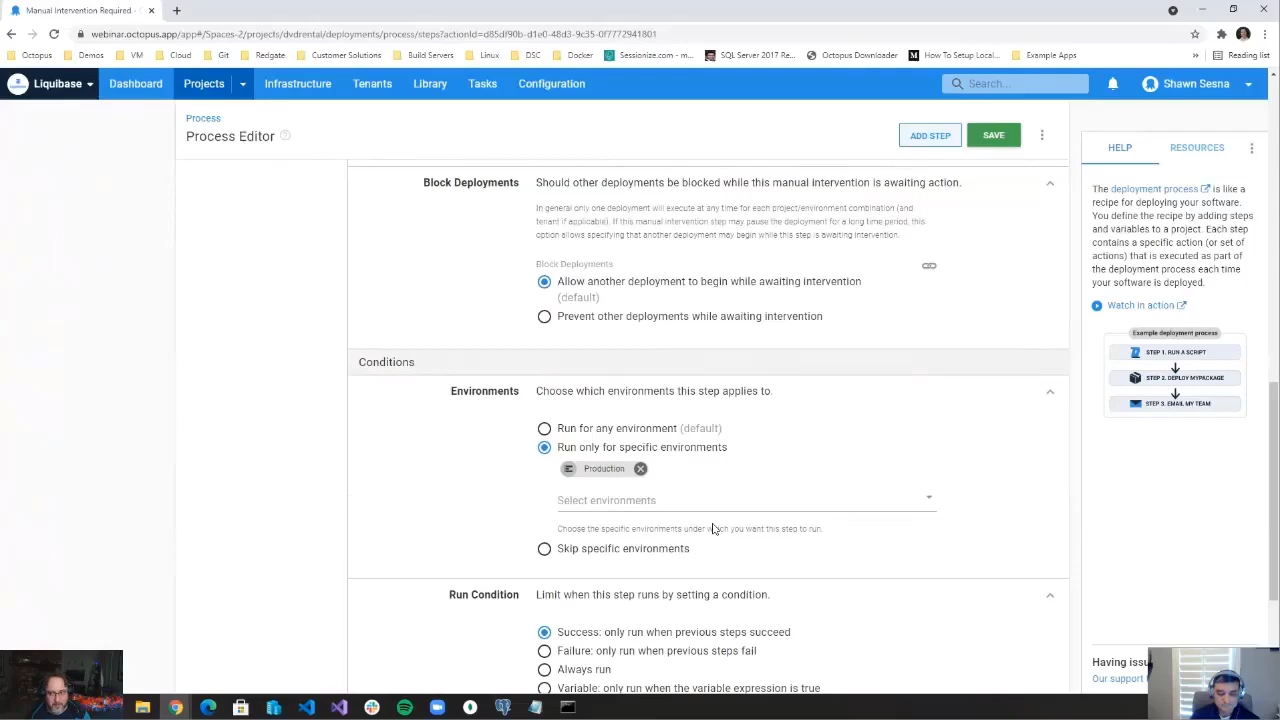 Manual Intervention Required -
webinar.octopus.app/app#/Spaces-2/projects/dvdrental/deployments/process/steps?actionId=d85df90b-d1e0-48d3-9c35-0f7772941801
Octopus
Demos
VM
Cloud
Git
Redgate
Customer Solutions
Build Servers
Linux
DSC
Docker
Sessionize.com - m...
SQL Server 2017 Re...
Octopus Downloader
How To Setup Local...
Example Apps
»
Reading list
Liquibase
Dashboard
Projects
Infrastructure
Tenants
Library
Tasks
Configuration
Search...
Shawn Sesna
Process
Process Editor
ADD STEP
SAVE
HELP
RESOURCES
Block Deployments
Should other deployments be blocked while this manual intervention is awaiting action.
In general only one deployment will execute at any time for each project/environment combination (and
tenant if applicable). If this manual intervention step may pause the deployment for a long time period, this
option allows specifying that another deployment may begin while this step is awaiting intervention.
Block Deployments
Allow another deployment to begin while awaiting intervention
(default)
Prevent other deployments while awaiting intervention
Conditions
Environments
Choose which environments this step applies to.
Run for any environment (default)
Run only for specific environments
Production
Select environments
Choose the specific environments under which you want this step to run.
Skip specific environments
Run Condition
Limit when this step runs by setting a condition.
Success: only run when previous steps succeed
Failure: only run when previous steps fail
Always run
Variable: only run when the variable expression is true
The deployment process is like a
recipe for deploying your software.
You define the recipe by adding steps
and variables to a project. Each step
contains a specific action (or set of
actions) that is executed as part of
the deployment process each time
your software is deployed.
Watch in action
Example deployment process
STEP 1. RUN A SCRIPT
STEP 2. DEPLOY MYPACKAGE
STEP 3. EMAIL MY TEAM
Having issu
Our support